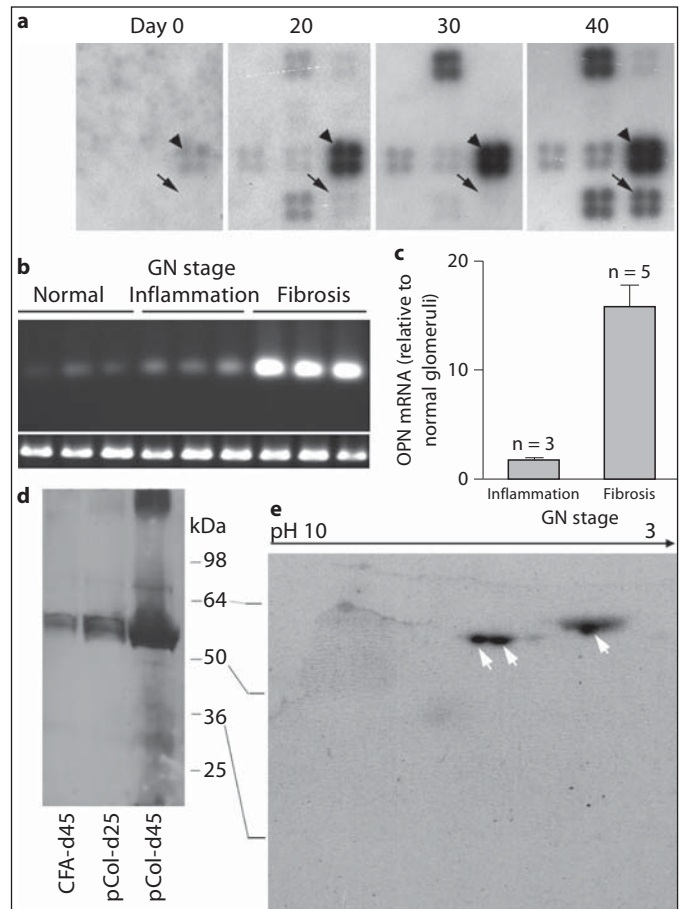 a
Day 0 20 30 40
b
GN stage
Normal Inflammation Fibrosis
c
OPN mRNA (relative to
normal glomeruli)
20
10
0
n = 3
n = 5
Inflammation Fibrosis
GN stage
d
kDa
98
64
50
36
25
CFA-d45
pCol-d25
pCol-d45
e
pH 10 3